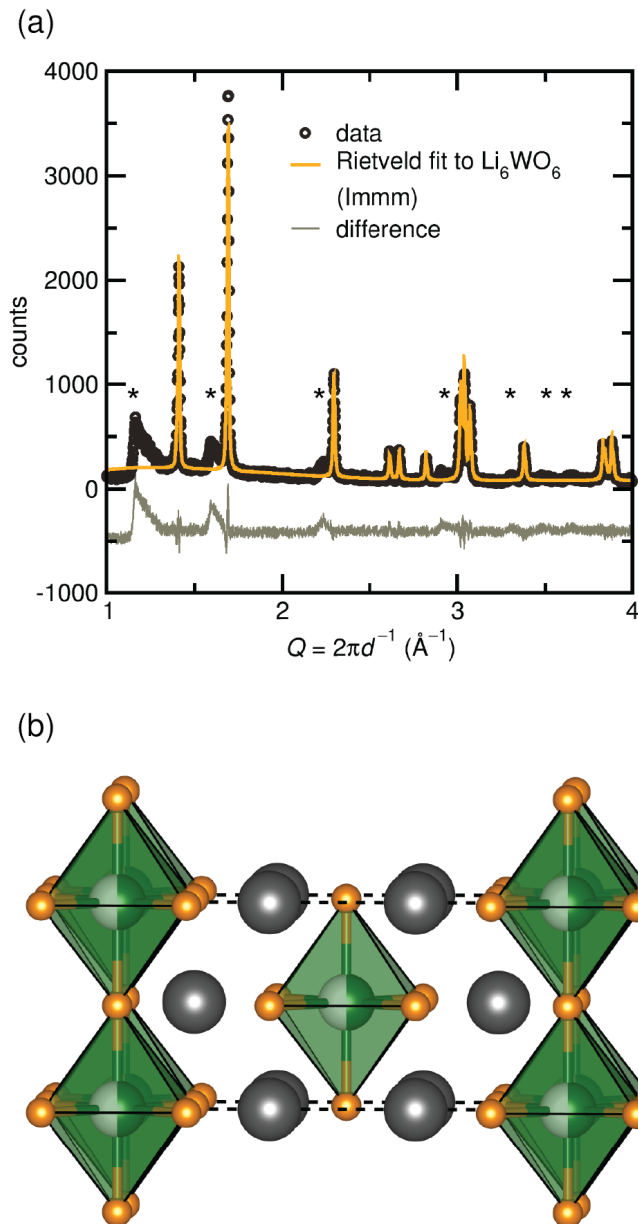 (a)
4000
3000
2000
1000
0
-1000
counts
data
Rietveld fit to Li₆WO₆
(Immm)
difference
* * * * * * *
1 2 3 4
Q = 2πd⁻¹ (Å⁻¹)
(b)